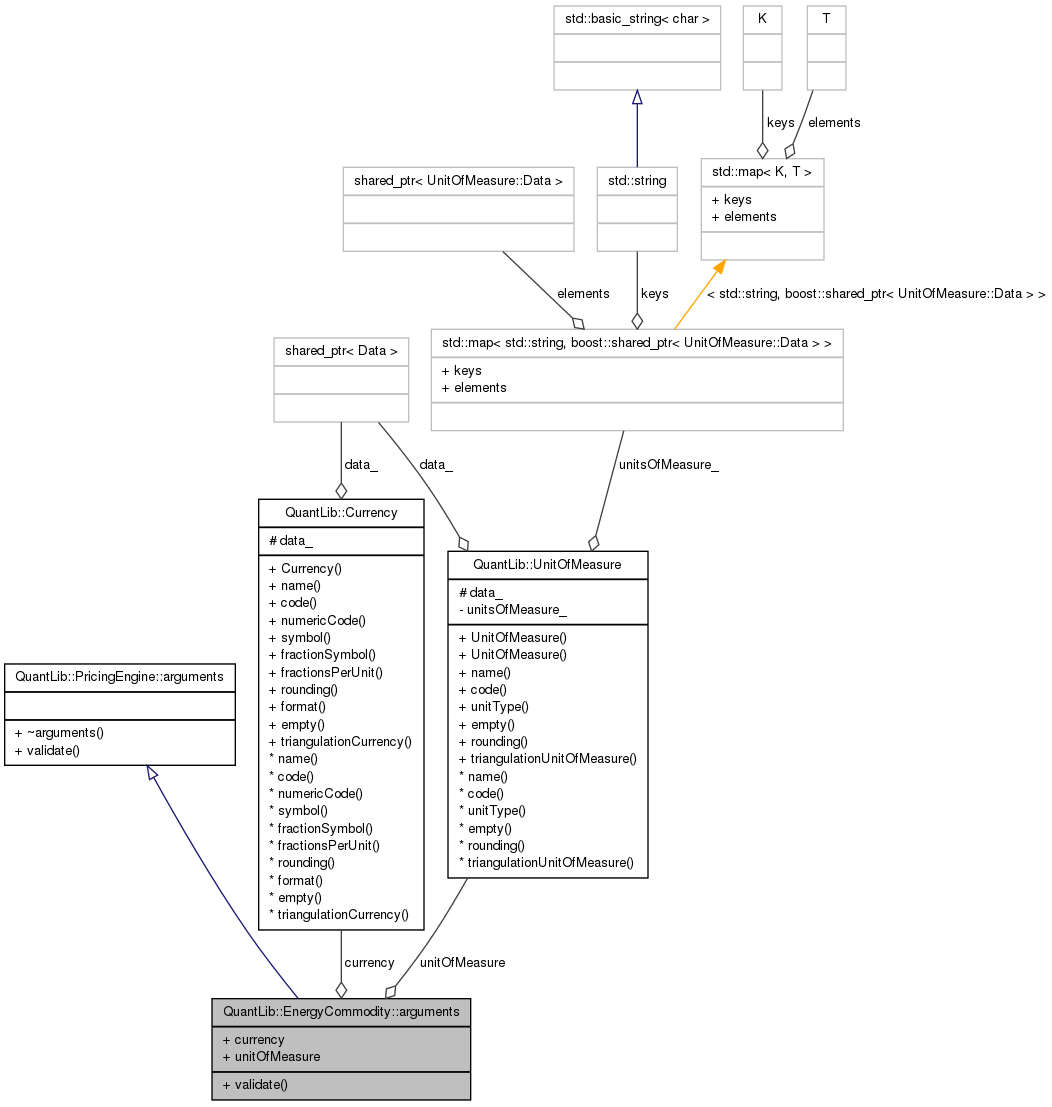 std::basic_string< char >
K
T
keys
elements
shared_ptr< UnitOfMeasure::Data >
std::string
std::map< K, T >
+ keys
+ elements
elements
keys
< std::string, boost::shared_ptr< UnitOfMeasure::Data > >
shared_ptr< Data >
std::map< std::string, boost::shared_ptr< UnitOfMeasure::Data > >
+ keys
+ elements
data_
data_
unitsOfMeasure_
QuantLib::Currency
# data_
+ Currency()
+ name()
+ code()
+ numericCode()
+ symbol()
+ fractionSymbol()
+ fractionsPerUnit()
+ rounding()
+ format()
+ empty()
+ triangulationCurrency()
* name()
* code()
* numericCode()
* symbol()
* fractionSymbol()
* fractionsPerUnit()
* rounding()
* format()
* empty()
* triangulationCurrency()
QuantLib::UnitOfMeasure
# data_
- unitsOfMeasure_
+ UnitOfMeasure()
+ UnitOfMeasure()
+ name()
+ code()
+ unitType()
+ empty()
+ rounding()
+ triangulationUnitOfMeasure()
* name()
* code()
* unitType()
* empty()
* rounding()
* triangulationUnitOfMeasure()
QuantLib::PricingEngine::arguments
+ ~arguments()
+ validate()
currency
unitOfMeasure
QuantLib::EnergyCommodity::arguments
+ currency
+ unitOfMeasure
+ validate()